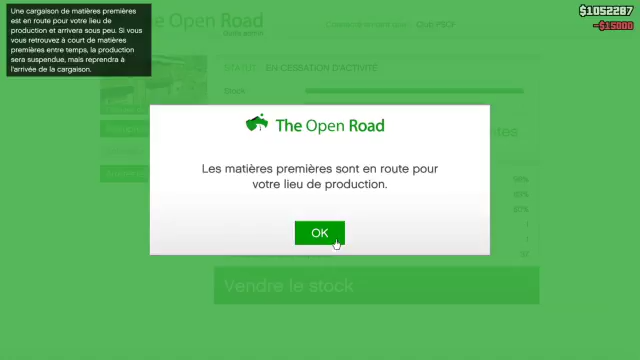 Une cargaison de matières premières
est en route pour votre lieu de
production et arrivera sous peu. Si vous
vous retrouvez à court de matières
premières entre temps, la production
sera suspendue, mais reprendra à
l'arrivée de la cargaison.
$1052287
-$15000
The Open Road
STATUT: EN CESSATION D'ACTIVITÉ
Stock
The Open Road
Les matières premières sont en route pour
votre lieu de production.
OK
Vendre le stock